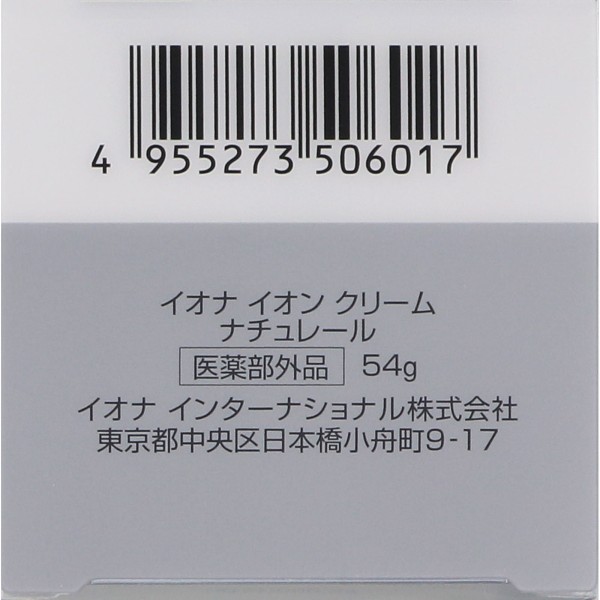 4 955273 506017
イオナ イオン クリーム
ナチュレール
医薬部外品 54g
イオナ インターナショナル株式会社
東京都中央区日本橋小舟町9-17